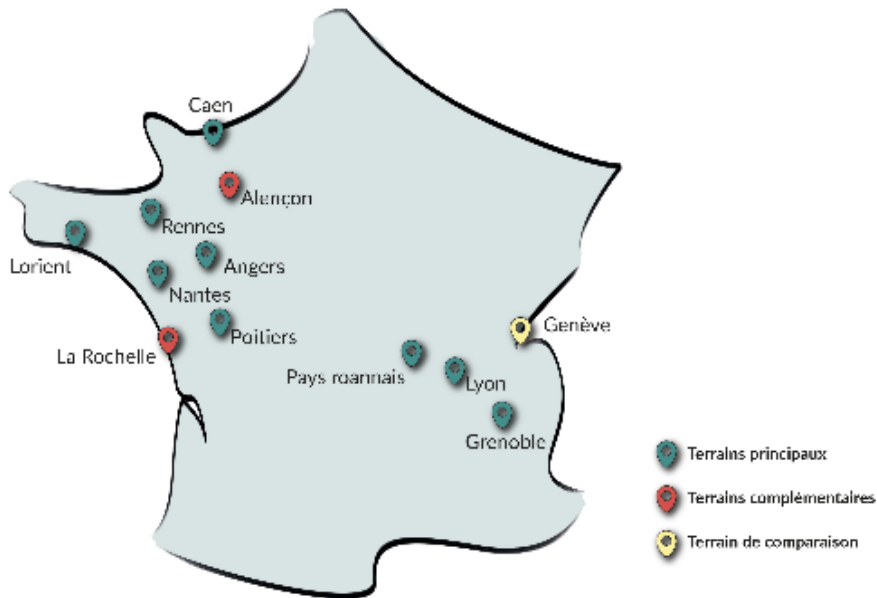 Caen
Alençon
Rennes
Lorient
Angers
Nantes
Poitiers
La Rochelle
Genève
Pays roannais
Lyon
Grenoble
Terrains principaux
Terrains complémentaires
Terrain de comparaison